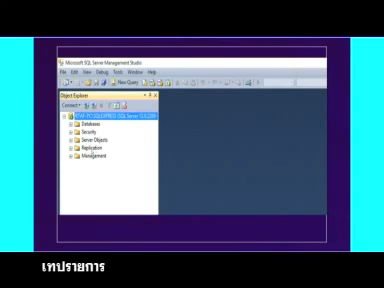 Microsoft SQL Server Management Studio
File Edit View Debug Tools Window Help
New Query
Object Explorer
Connect
Databases
Security
Server Objects
Replication
Management
เทปรายการ